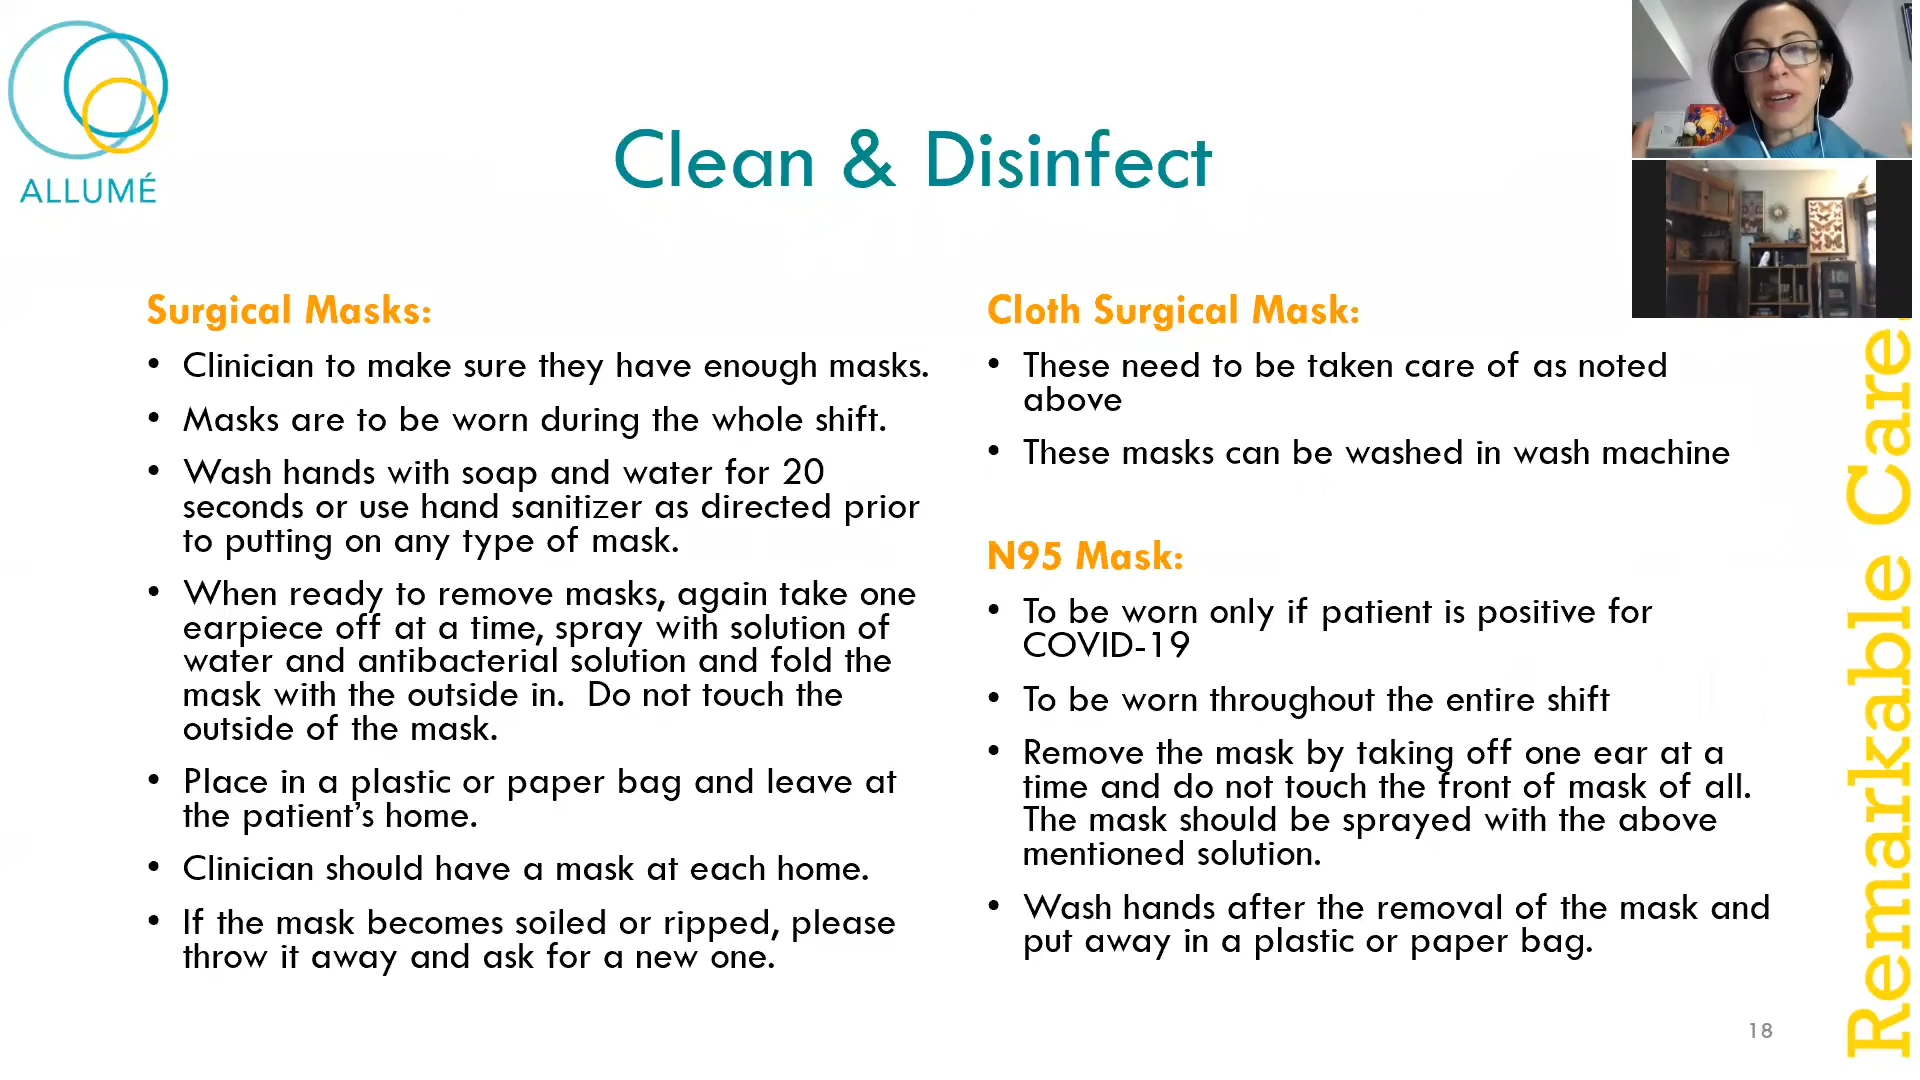 ALLUMÉ
Clean & Disinfect
Surgical Masks:
• Clinician to make sure they have enough masks.
• Masks are to be worn during the whole shift.
• Wash hands with soap and water for 20
seconds or use hand sanitizer as directed prior
to putting on any type of mask.
• When ready to remove masks, again take one
earpiece off at a time, spray with solution of
water and antibacterial solution and fold the
mask with the outside in. Do not touch the
outside of the mask.
• Place in a plastic or paper bag and leave at
the patient’s home.
• Clinician should have a mask at each home.
• If the mask becomes soiled or ripped, please
throw it away and ask for a new one.
Cloth Surgical Mask:
• These need to be taken care of as noted
above
• These masks can be washed in wash machine
N95 Mask:
• To be worn only if patient is positive for
COVID-19
• To be worn throughout the entire shift
• Remove the mask by taking off one ear at a
time and do not touch the front of mask of all.
The mask should be sprayed with the above
mentioned solution.
• Wash hands after the removal of the mask and
put away in a plastic or paper bag.
18
Remarkable Care.